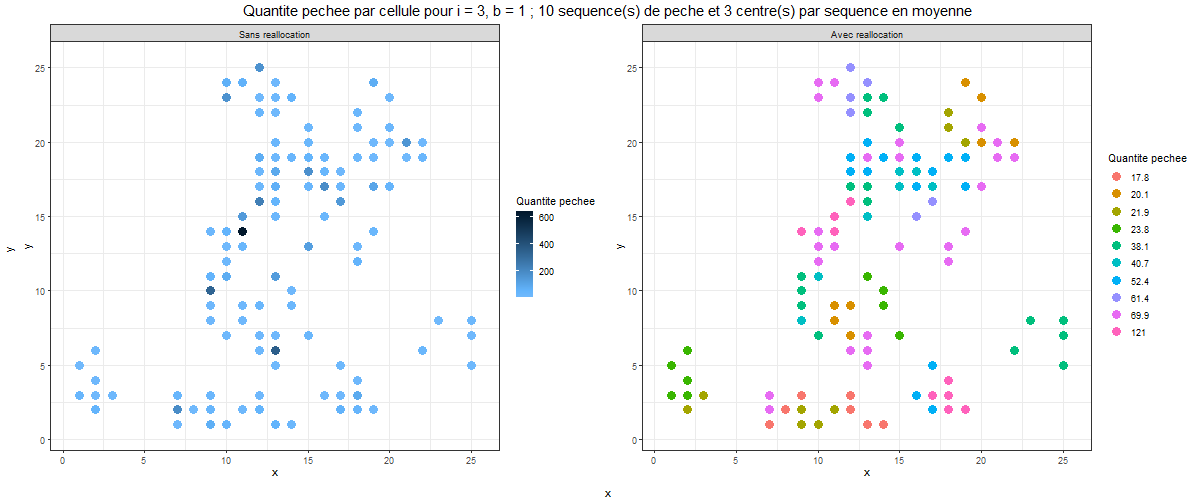 Quantite pechee par cellule pour i = 3, b = 1 ; 10 sequence(s) de peche et 3 centre(s) par sequence en moyenne
Sans reallocation
25
20
15
10
5
0
y
y
0 5 10 15 20 25
x
Quantite pechee
600
400
200
Avec reallocation
25
20
15
10
5
0
y
0 5 10 15 20 25
x
x
Quantite pechee
17.8
20.1
21.9
23.8
38.1
40.7
52.4
61.4
69.9
121